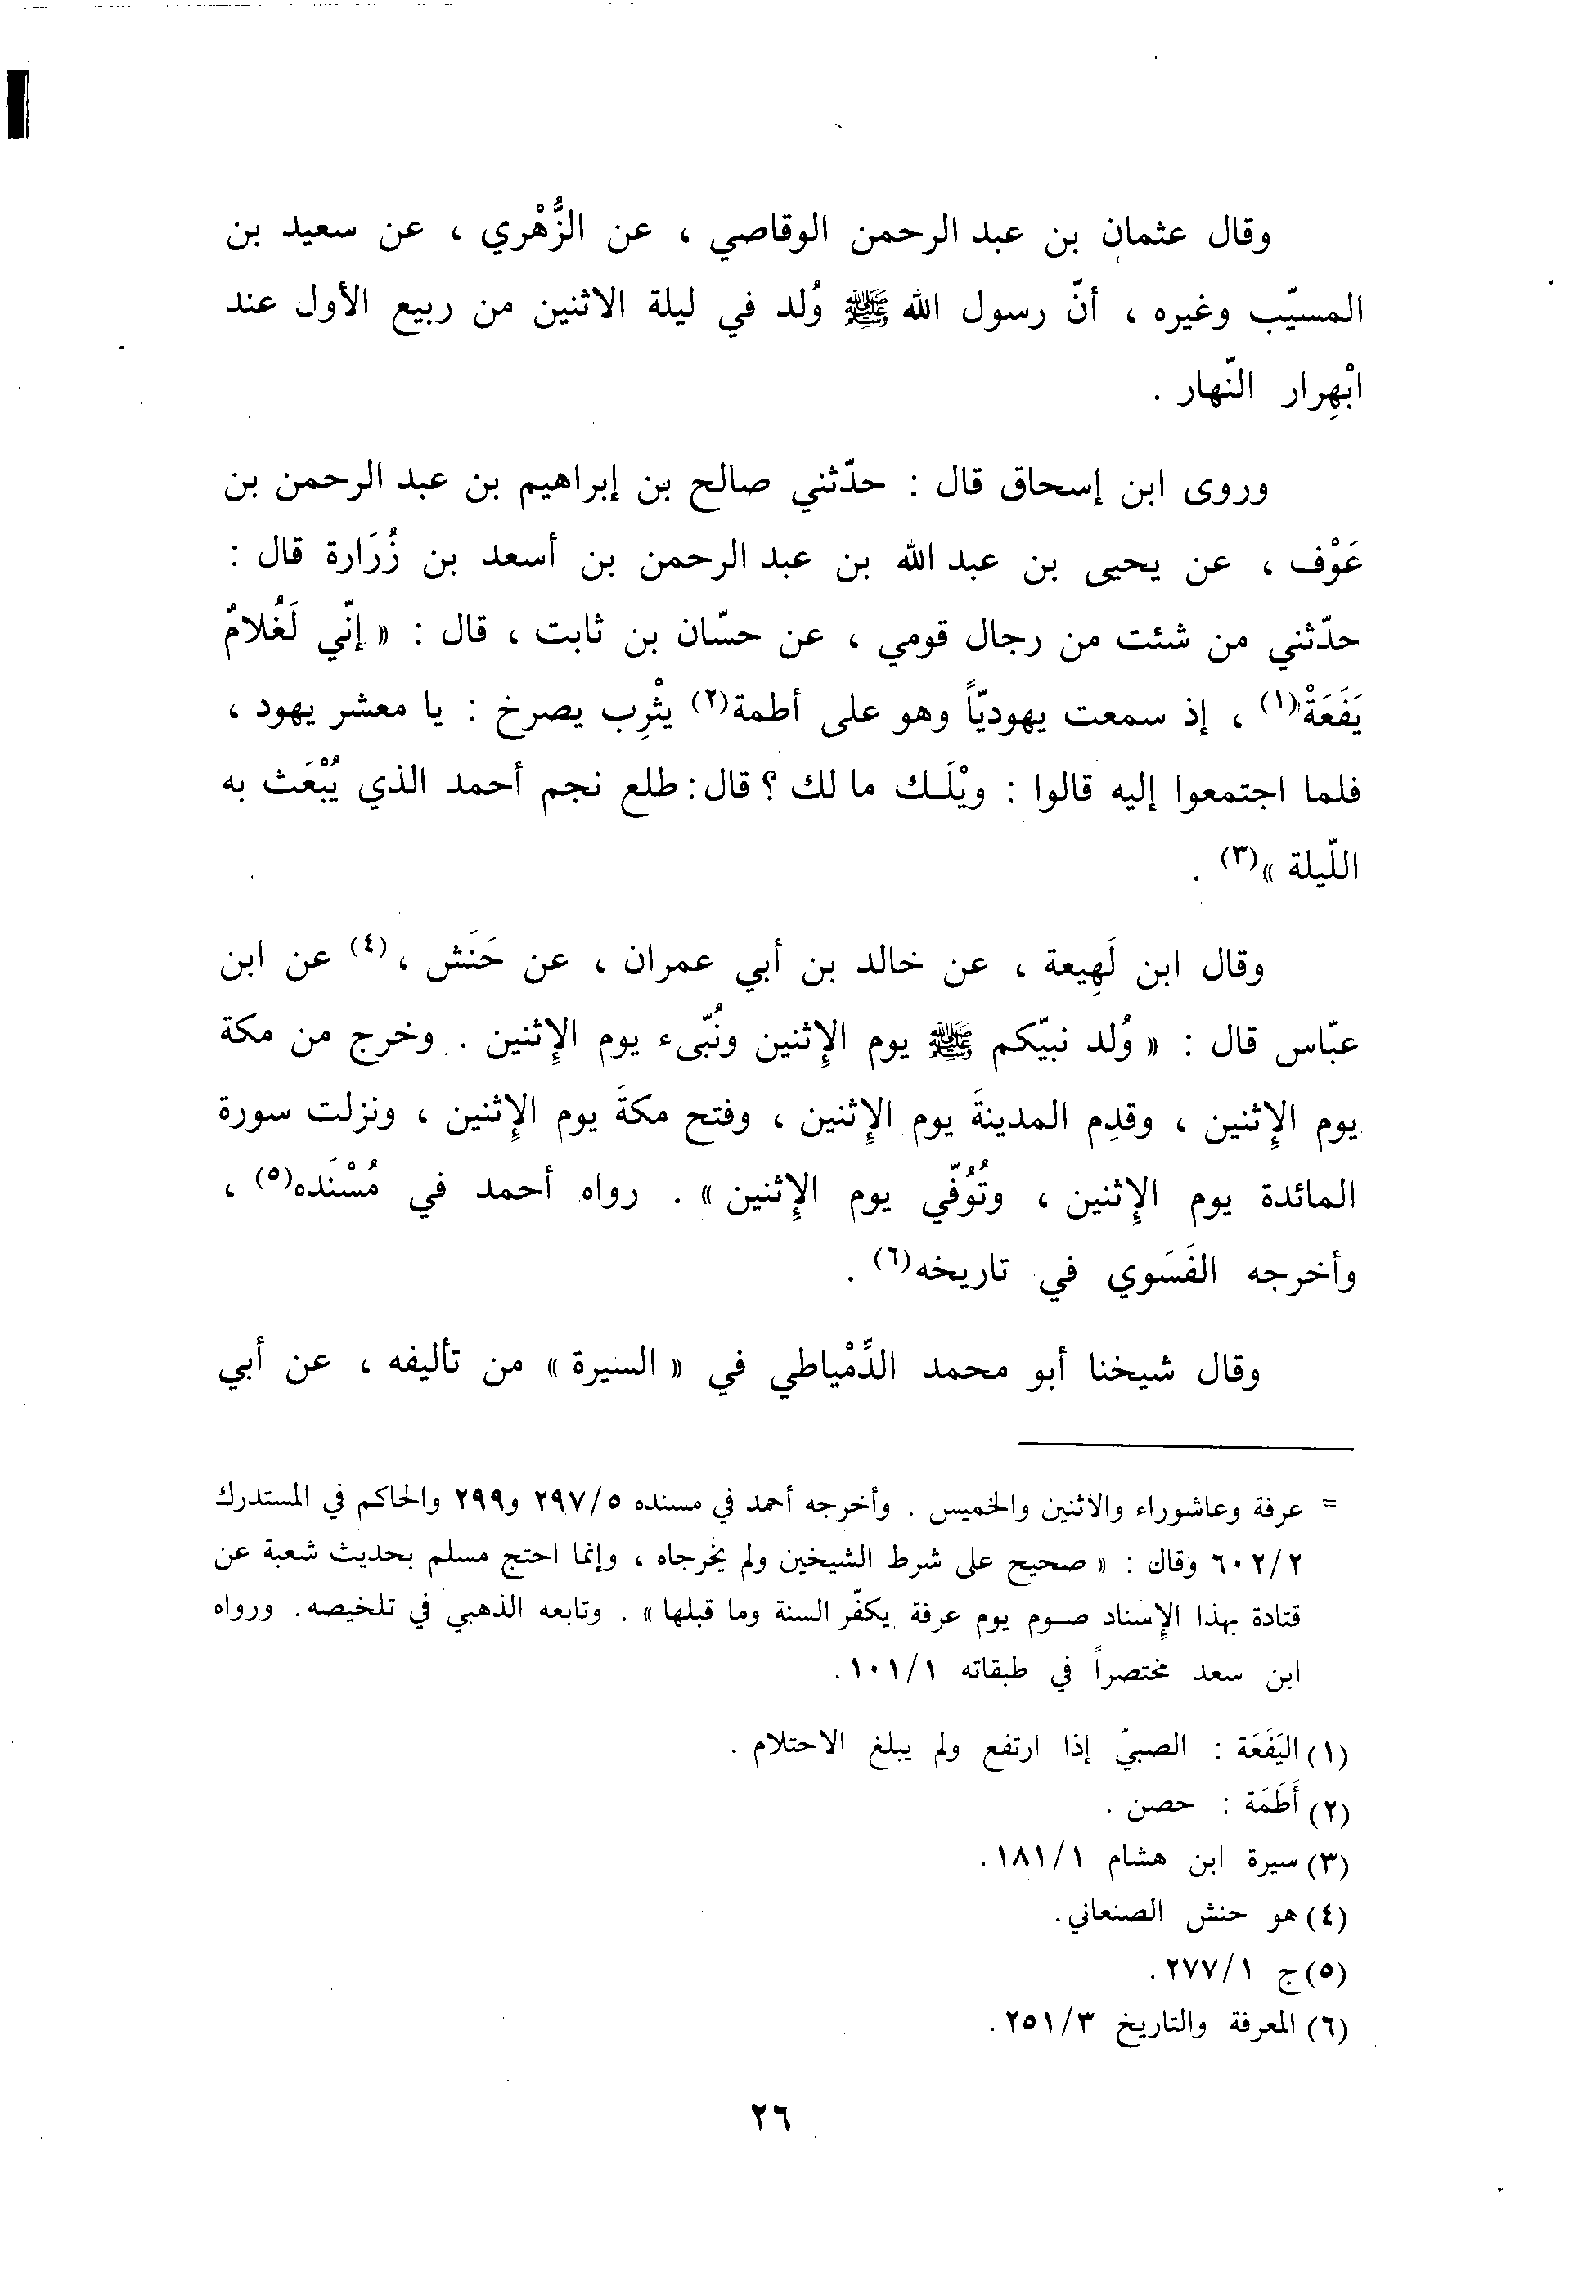 وقال عثمان بن عبد الرحمن الوقاصي ، عن الزُّهْري ، عن سعيد بن
المسيّب وغيره ، أنّ رسول الله ﷺ وُلد في ليلة الاثنين من ربيع الأول عند
ابْهِرار النّهار .
وروى ابن إسحاق قال : حدّثني صالح بن إبراهيم بن عبد الرحمن بن
عَوْف ، عن يحيى بن عبد الله بن عبد الرحمن بن أسعد بن زُرَارة قال :
حدّثني من شئت من رجال قومي ، عن حسّان بن ثابت ، قال : « إنّي لَغُلامٌ
يَفَعَةْ(١) ، إذ سمعت يهوديّاً وهو على أطمة(٢) يثْرِب يصرخ : يا معشر يهود ،
فلما اجتمعوا إليه قالوا : ويْلَـك ما لك ؟ قال: طلع نجم أحمد الذي يُبْعَث به
اللّيلة »(٣) .
وقال ابن لَهِيعة ، عن خالد بن أبي عمران ، عن حَنَش ،(٤) عن ابن
عبّاس قال : « وُلد نبيّكم ﷺ يوم الإثنين ونُبّىء يوم الإثنين . وخرج من مكة
يوم الإثنين ، وقدِم المدينةَ يوم الإثنين ، وفتح مكةَ يوم الإثنين ، ونزلت سورة
المائدة يوم الإثنين ، وتُوُفّي يوم الإثنين » . رواه أحمد في مُسْنَده(٥) ،
وأخرجه الفَسَوي في تاريخه(٦) .
وقال شيخنا أبو محمد الدِّمْياطي في « السيرة » من تأليفه ، عن أبي
= عرفة وعاشوراء والاثنين والخميس . وأخرجه أحمد في مسنده ٢٩٧/٥ و٢٩٩ والحاكم في المستدرك
٦٠٢/٢ وقال : « صحيح على شرط الشيخين ولم يخرجاه ، وإنما احتج مسلم بحديث شعبة عن
قتادة بهذا الإسناد صـوم يوم عرفة يكفّر السنة وما قبلها » . وتابعه الذهبي في تلخيصه. ورواه
ابن سعد مختصراً في طبقاته ١٠١/١.
(١) اليَفَعَة : الصبيّ إذا ارتفع ولم يبلغ الاحتلام .
(٢) أَطَمَة : حصن .
(٣) سيرة ابن هشام ١٨١/١.
(٤) هو حنش الصنعاني.
(٥) ج ٢٧٧/١.
(٦) المعرفة والتاريخ ٢٥١/٣.
٢٦